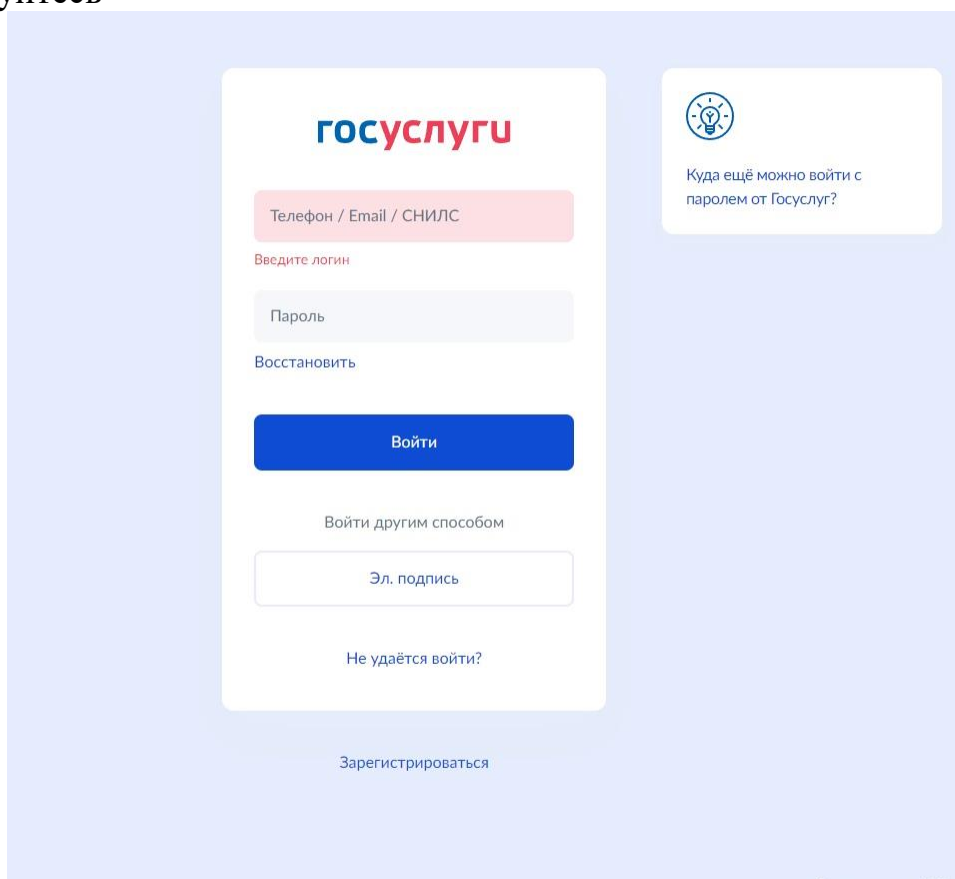 госуслуги
Телефон / Email / СНИЛС
Введите логин
Пароль
Восстановить
Войти
Войти другим способом
Эл. подпись
Не удаётся войти?
Зарегистрироваться
Куда ещё можно войти с
паролем от Госуслуг?